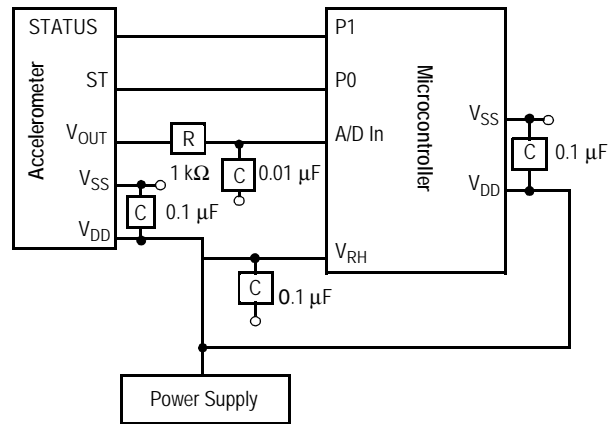 STATUS
ST
VOUT
VSS
VDD
Accelerometer
R
1 kΩ
C
0.01 µF
C
0.1 µF
C
0.1 µF
P1
P0
A/D In
VRH
Microcontroller
VSS
VDD
C
0.1 µF
Power Supply